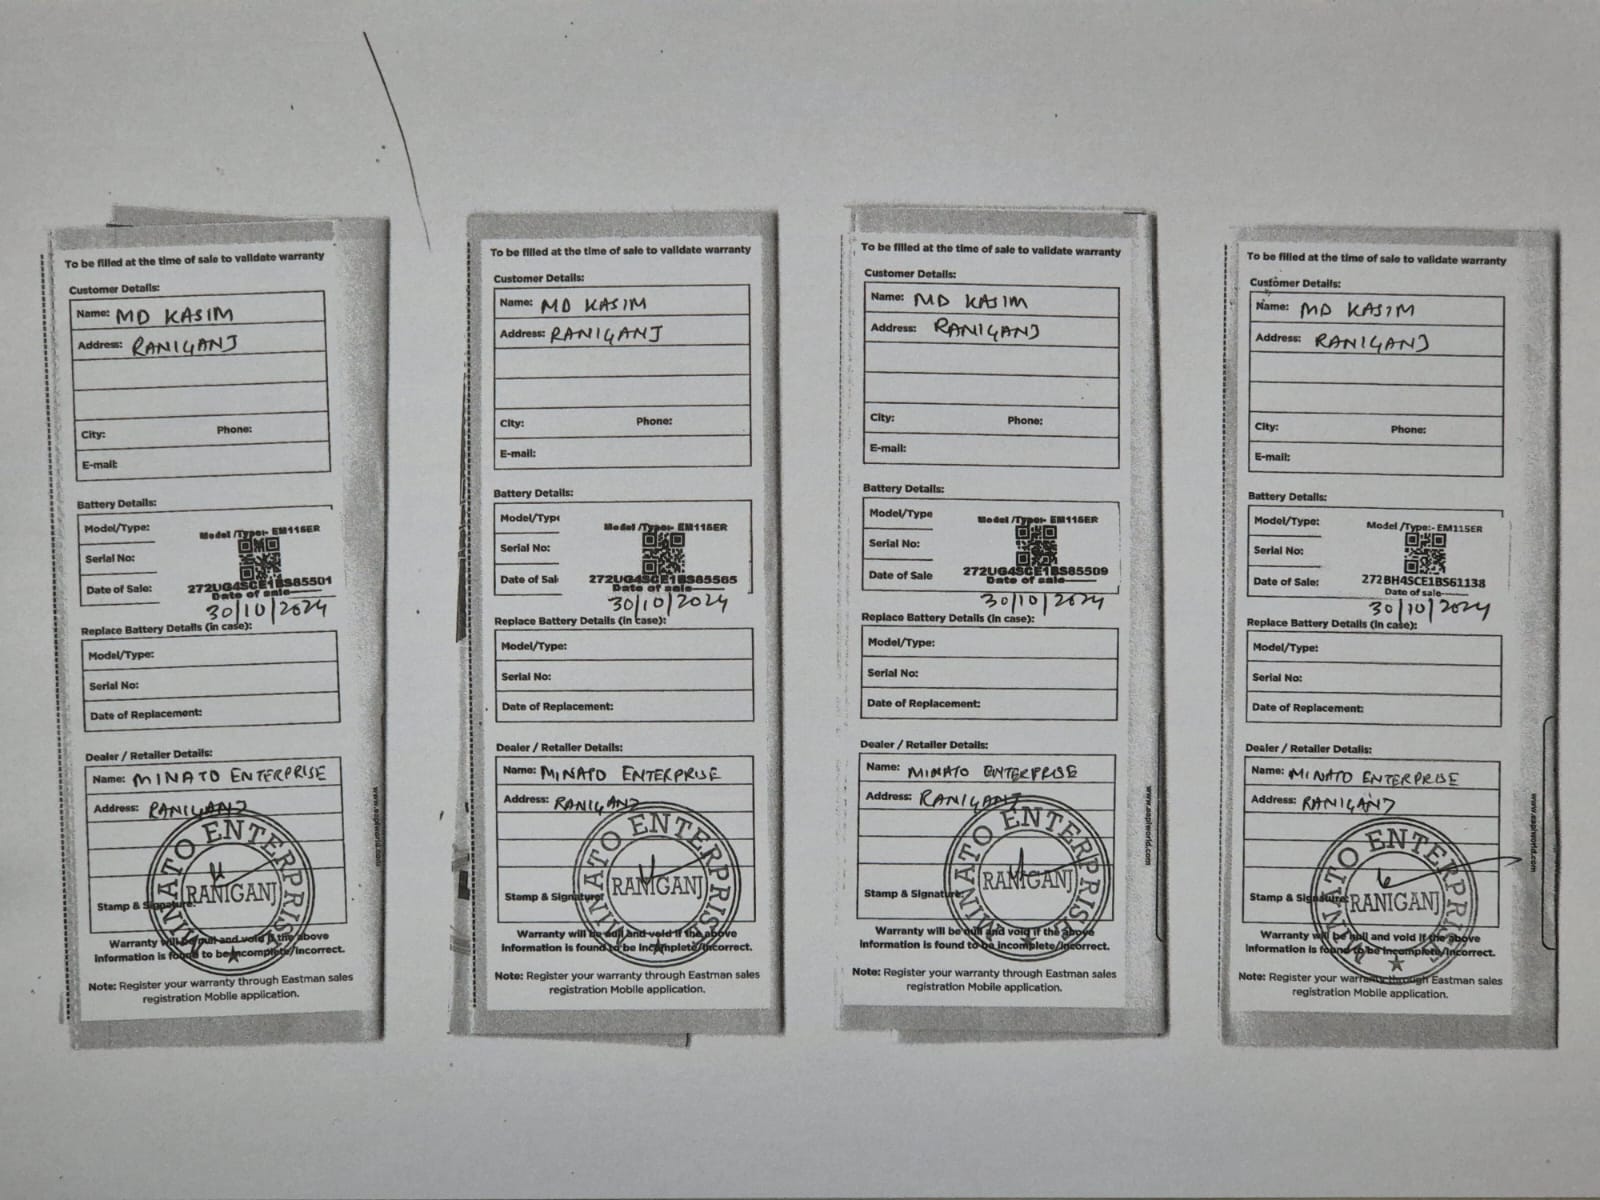 To be filled at the time of sale to validate warranty
Customer Details:
Name: MD KASIM
Address: RANIGANJ
City: Phone:
E-mail:
Battery Details:
Model/Type:
Model /Type:- EM115ER
Serial No:
272UG4SCE1BS85501
Date of Sale:
Date of sale
30/10/2024
Replace Battery Details (in case):
Model/Type:
Serial No:
Date of Replacement:
Dealer / Retailer Details:
Name: MINATO ENTERPRISE
Address: RANIGANJ
MINATO ENTERPRISE
RANIGANJ
Stamp & Signature:
Warranty will be null and void if the above
information is found to be incomplete/incorrect.
Note: Register your warranty through Eastman sales
registration Mobile application.
www.eaplworld.com
To be filled at the time of sale to validate warranty
Customer Details:
Name: MD KASIM
Address: RANIGANJ
City: Phone:
E-mail:
Battery Details:
Model/Type
Model /Type:- EM115ER
Serial No:
272UG4SCE1BS85565
Date of Sal
Date of sale
30/10/2024
Replace Battery Details (in case):
Model/Type:
Serial No:
Date of Replacement:
Dealer / Retailer Details:
Name: MINATO ENTERPRISE
Address: RANIGANJ
MINATO ENTERPRISE
RANIGANJ
Stamp & Signature:
Warranty will be null and void if the above
information is found to be incomplete/incorrect.
Note: Register your warranty through Eastman sales
registration Mobile application.
To be filled at the time of sale to validate warranty
Customer Details:
Name: MD KASIM
Address: RANIGANJ
City: Phone:
E-mail:
Battery Details:
Model/Type
Model /Type:- EM115ER
Serial No:
272UG4SCE1BS85509
Date of Sale
Date of sale
30/10/2024
Replace Battery Details (in case):
Model/Type:
Serial No:
Date of Replacement:
Dealer / Retailer Details:
Name: MINATO ENTERPRISE
Address: RANIGANJ
MINATO ENTERPRISE
RANIGANJ
Stamp & Signature
Warranty will be null and void if the above
information is found to be incomplete/incorrect.
Note: Register your warranty through Eastman sales
registration Mobile application.
www.eaplworld.com
To be filled at the time of sale to validate warranty
Customer Details:
Name: MD KASIM
Address: RANIGANJ
City: Phone:
E-mail:
Battery Details:
Model/Type:
Model /Type:- EM115ER
Serial No:
272BH4SCE1BS61138
Date of Sale:
Date of sale
30/10/2024
Replace Battery Details (in case):
Model/Type:
Serial No:
Date of Replacement:
Dealer / Retailer Details:
Name: MINATO ENTERPRISE
Address: RANIGANJ
MINATO ENTERPRISE
RANIGANJ
Stamp & Signature:
Warranty will be null and void if the above
information is found to be incomplete/incorrect.
Note: Register your warranty through Eastman sales
registration Mobile application.
www.eaplworld.com